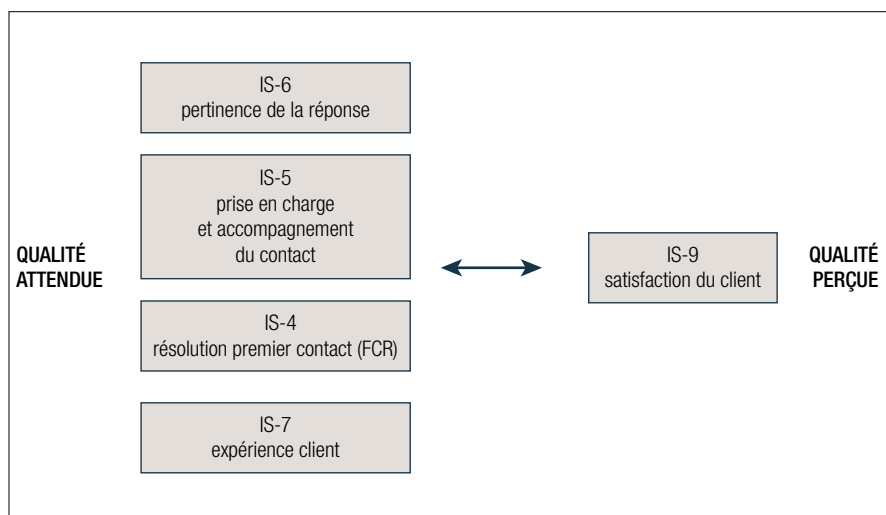 IS-6
pertinence de la réponse
IS-5
prise en charge
et accompagnement
du contact
QUALITÉ
ATTENDUE
IS-4
résolution premier contact (FCR)
IS-7
expérience client
IS-9
satisfaction du client
QUALITÉ
PERÇUE